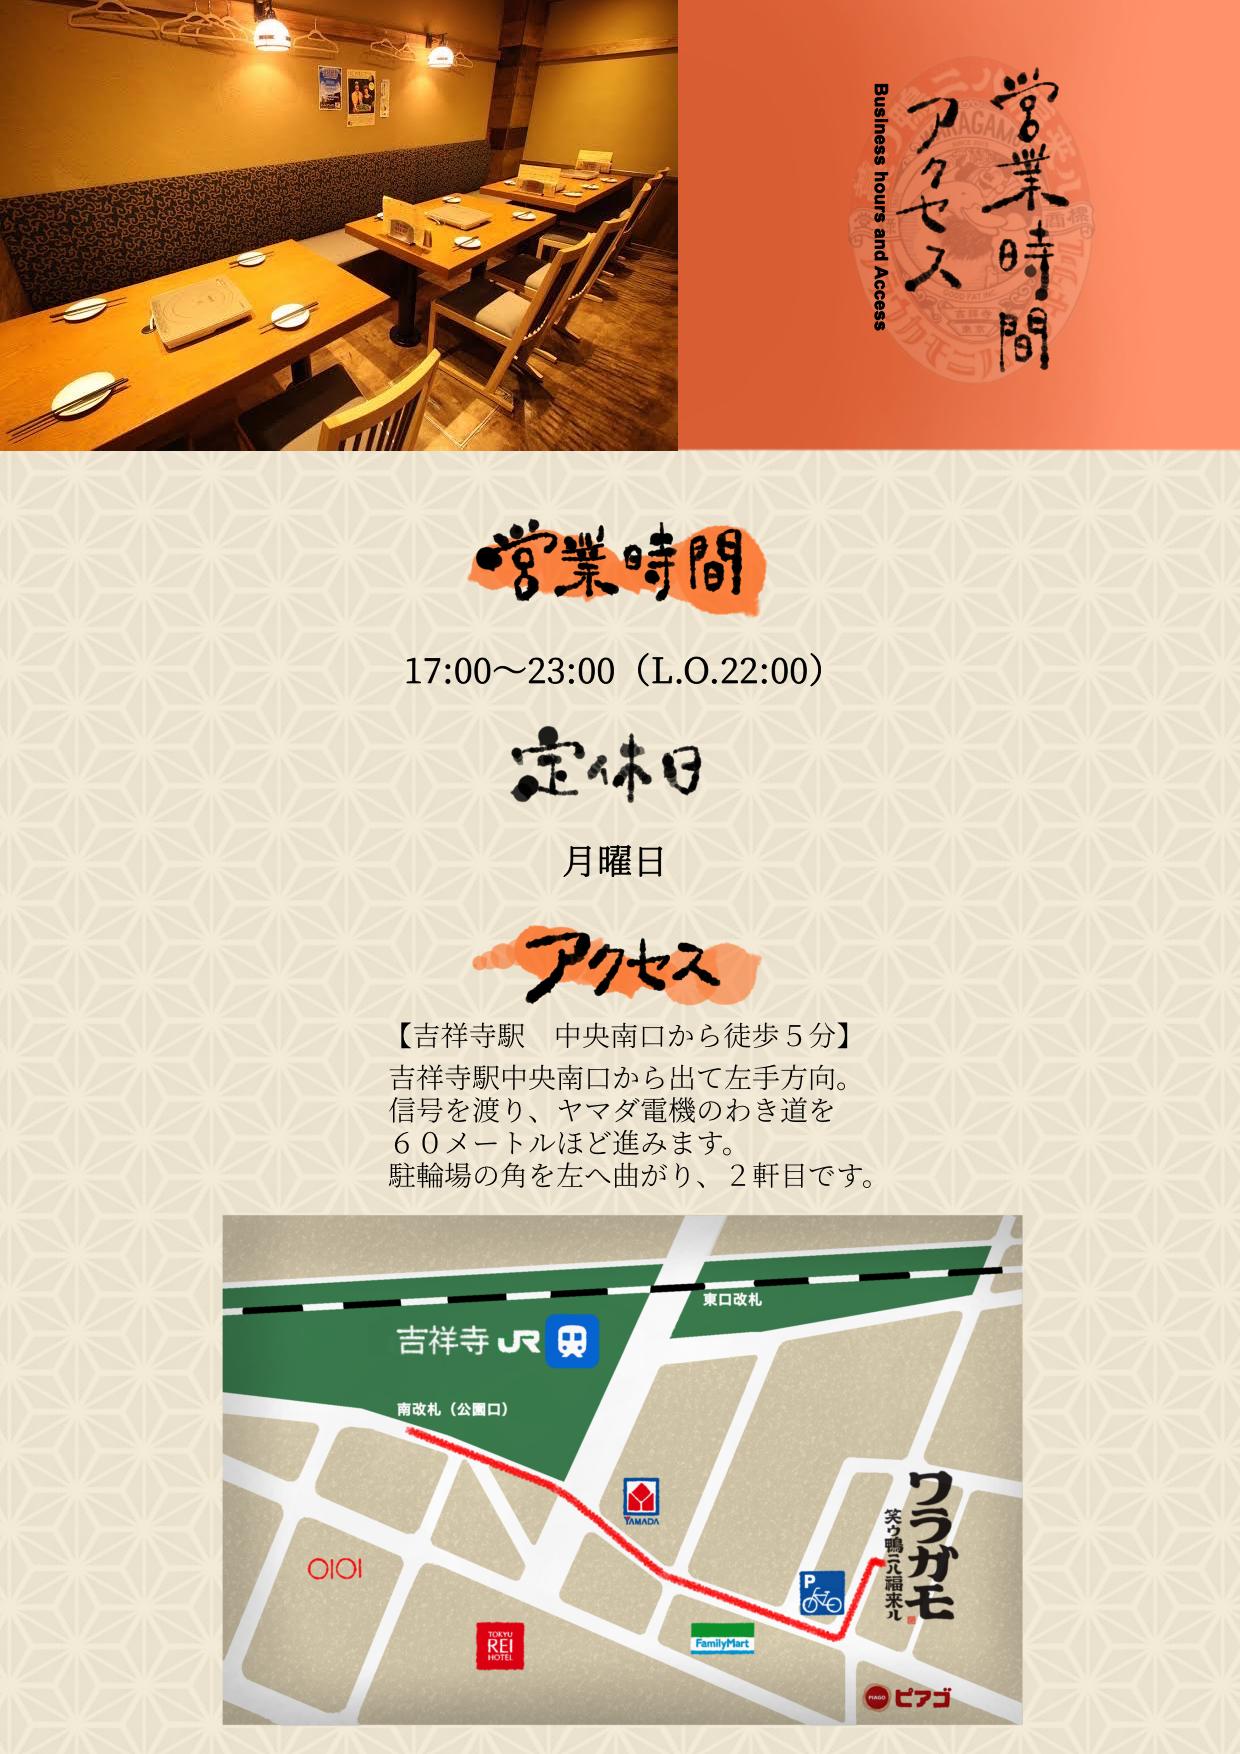 営業時間
アクセス
Business hours and Access
営業時間
17:00〜23:00（L.O.22:00）
定休日
月曜日
アクセス
【吉祥寺駅　中央南口から徒歩５分】
吉祥寺駅中央南口から出て左手方向。
信号を渡り、ヤマダ電機のわき道を
６０メートルほど進みます。
駐輪場の角を左へ曲がり、２軒目です。
東口改札
吉祥寺 JR
南改札（公園口）
YAMADA
ワラガモ
笑ウ鴨ニハ福来ル
OIOI
P
TOKYU
REI
HOTEL
FamilyMart
PIAGO
ピアゴ